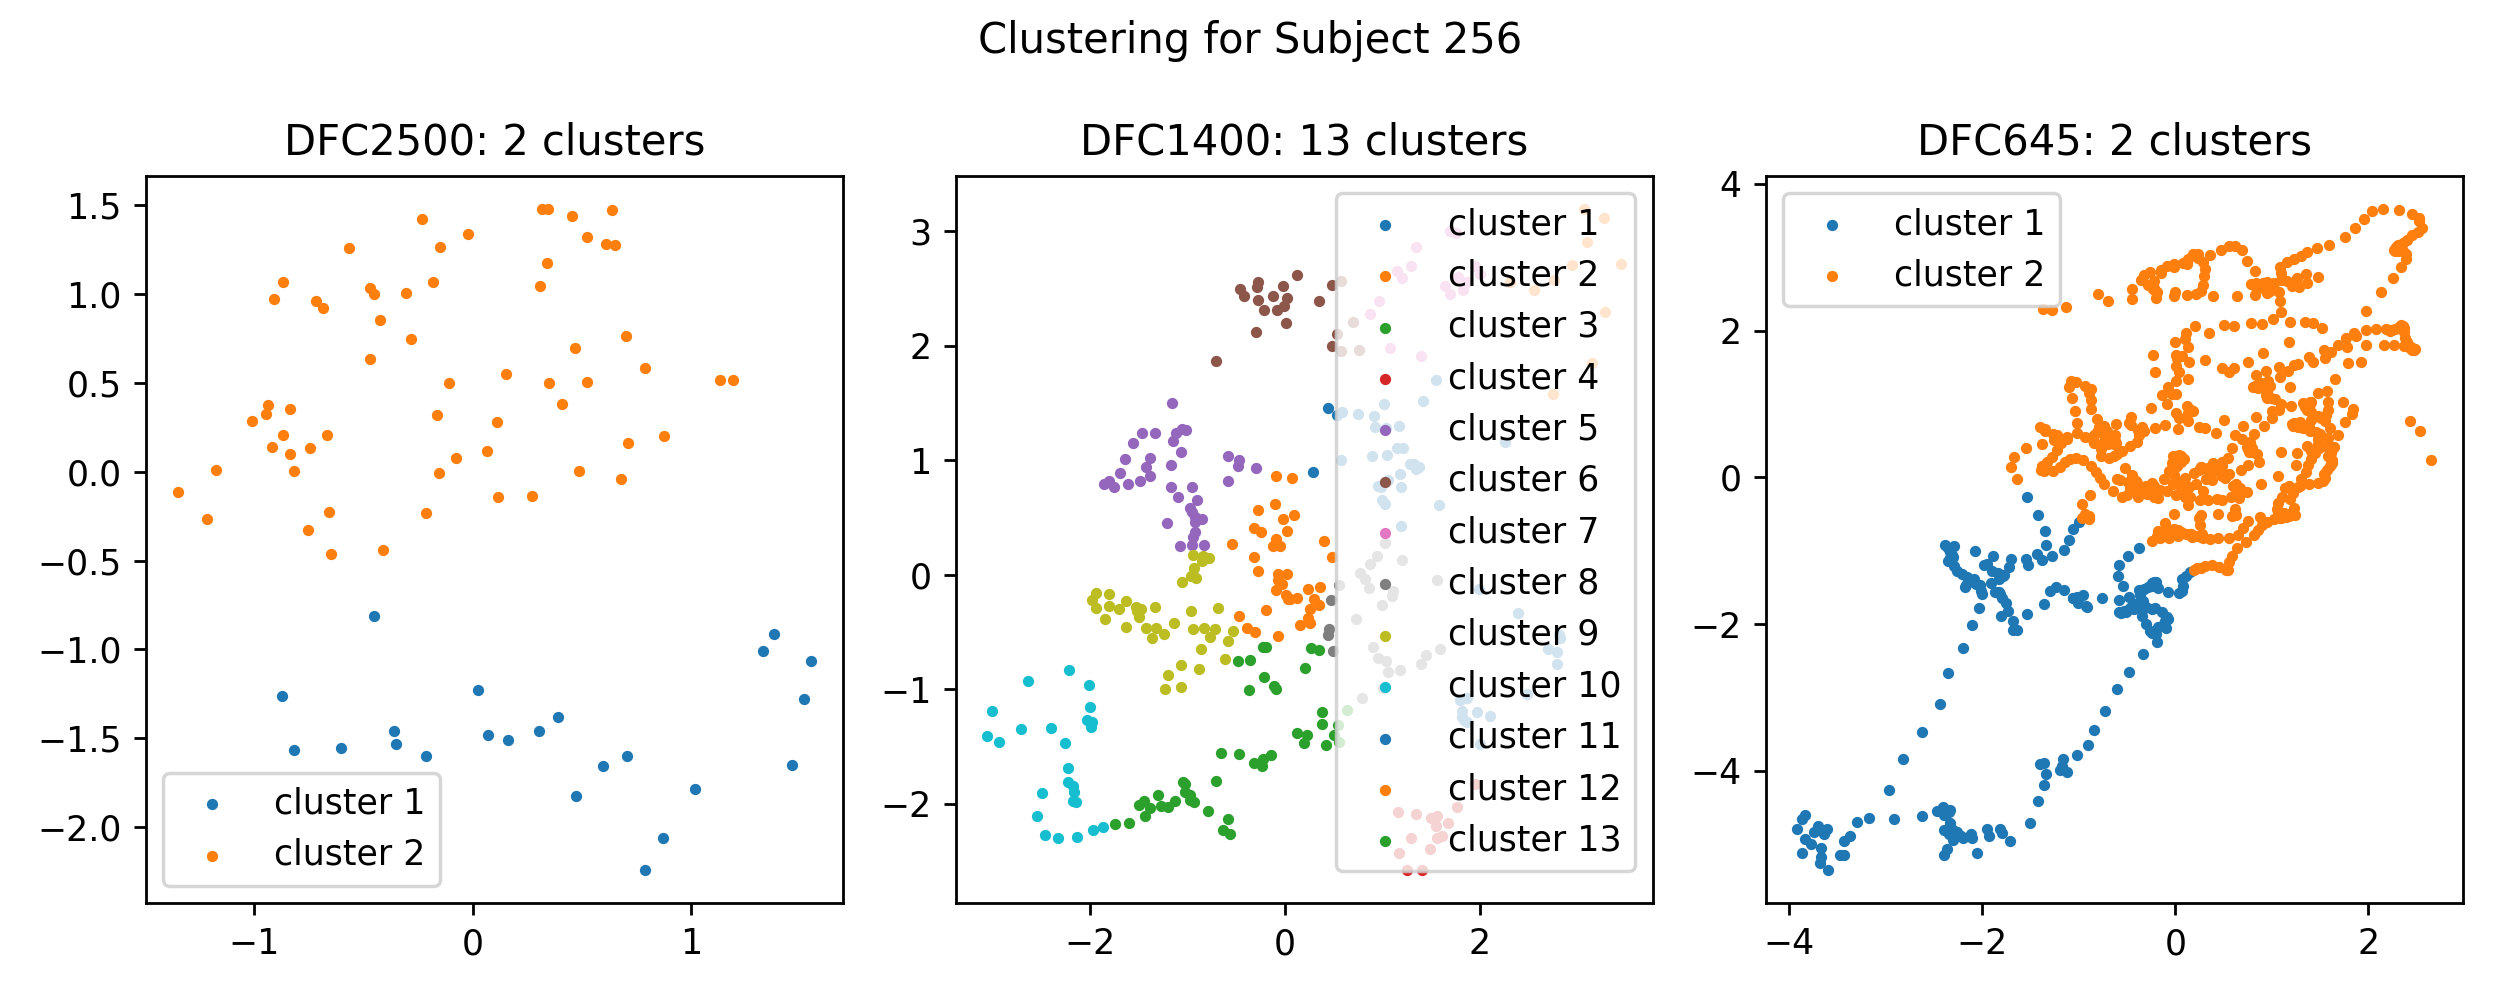 Clustering for Subject 256
DFC2500: 2 clusters
1.5
1.0
0.5
0.0
−0.5
−1.0
−1.5
−2.0
−1
0
1
cluster 1
cluster 2
DFC1400: 13 clusters
3
2
1
0
−1
−2
−2
0
2
cluster 1
cluster 2
cluster 3
cluster 4
cluster 5
cluster 6
cluster 7
cluster 8
cluster 9
cluster 10
cluster 11
cluster 12
cluster 13
DFC645: 2 clusters
4
2
0
−2
−4
−4
−2
0
2
cluster 1
cluster 2